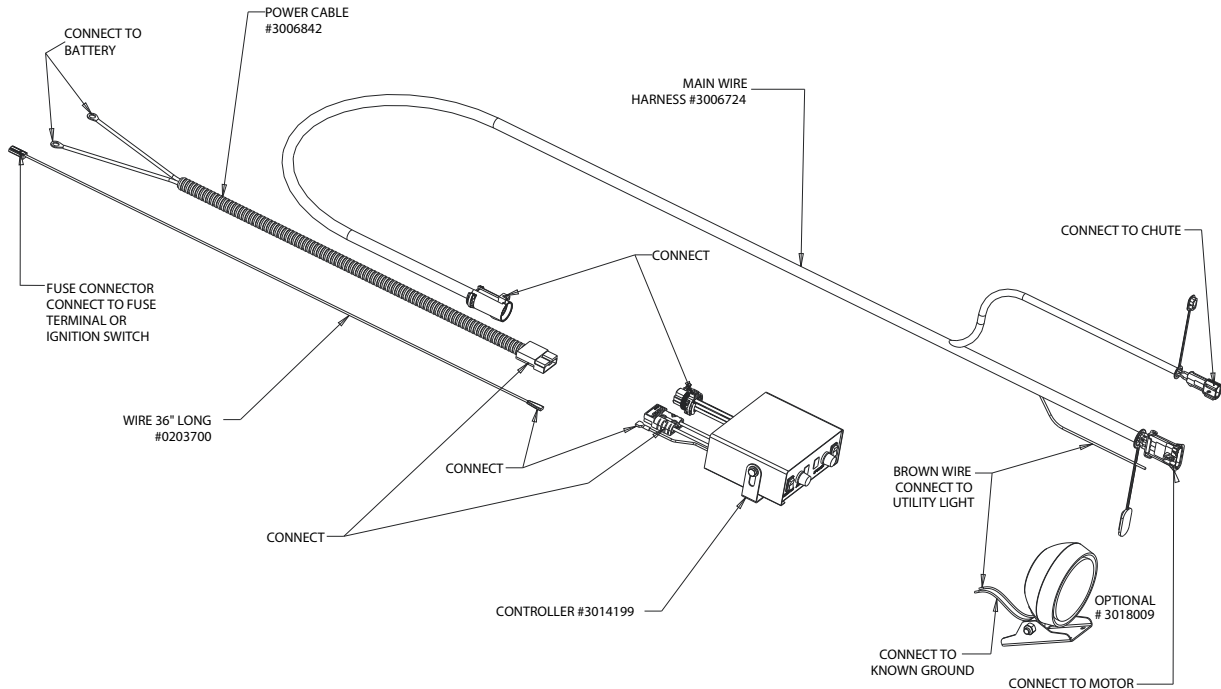 POWER CABLE
#3006842
CONNECT TO
BATTERY
MAIN WIRE
HARNESS #3006724
CONNECT TO CHUTE
CONNECT
FUSE CONNECTOR
CONNECT TO FUSE
TERMINAL OR
IGNITION SWITCH
WIRE 36" LONG
#0203700
CONNECT
BROWN WIRE
CONNECT TO
UTILITY LIGHT
CONNECT
CONTROLLER #3014199
OPTIONAL
# 3018009
CONNECT TO
KNOWN GROUND
CONNECT TO MOTOR